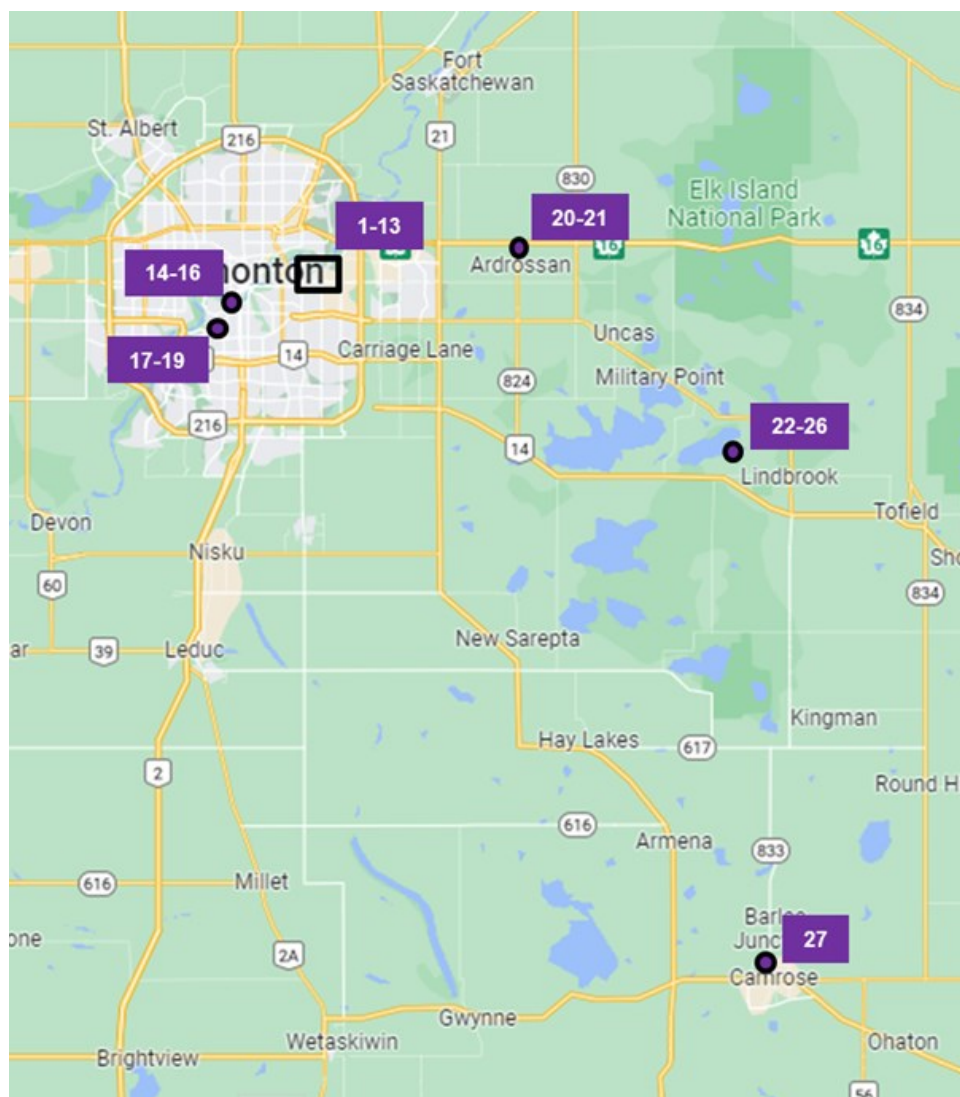 Fort
Saskatchewan
St. Albert
216
21
830
Elk Island
National Park
1-13
20-21
16
16
14-16
monton
Ardrossan
834
Uncas
17-19
14
Carriage Lane
824
Military Point
216
22-26
14
Lindbrook
Devon
Tofield
Nisku
Sho
60
834
New Sarepta
ar
39
Leduc
Kingman
Hay Lakes
617
2
Round H
616
Armena
833
616
Millet
Barle
one
Junc
27
2A
Camrose
Gwynne
Wetaskiwin
Ohaton
Brightview
56